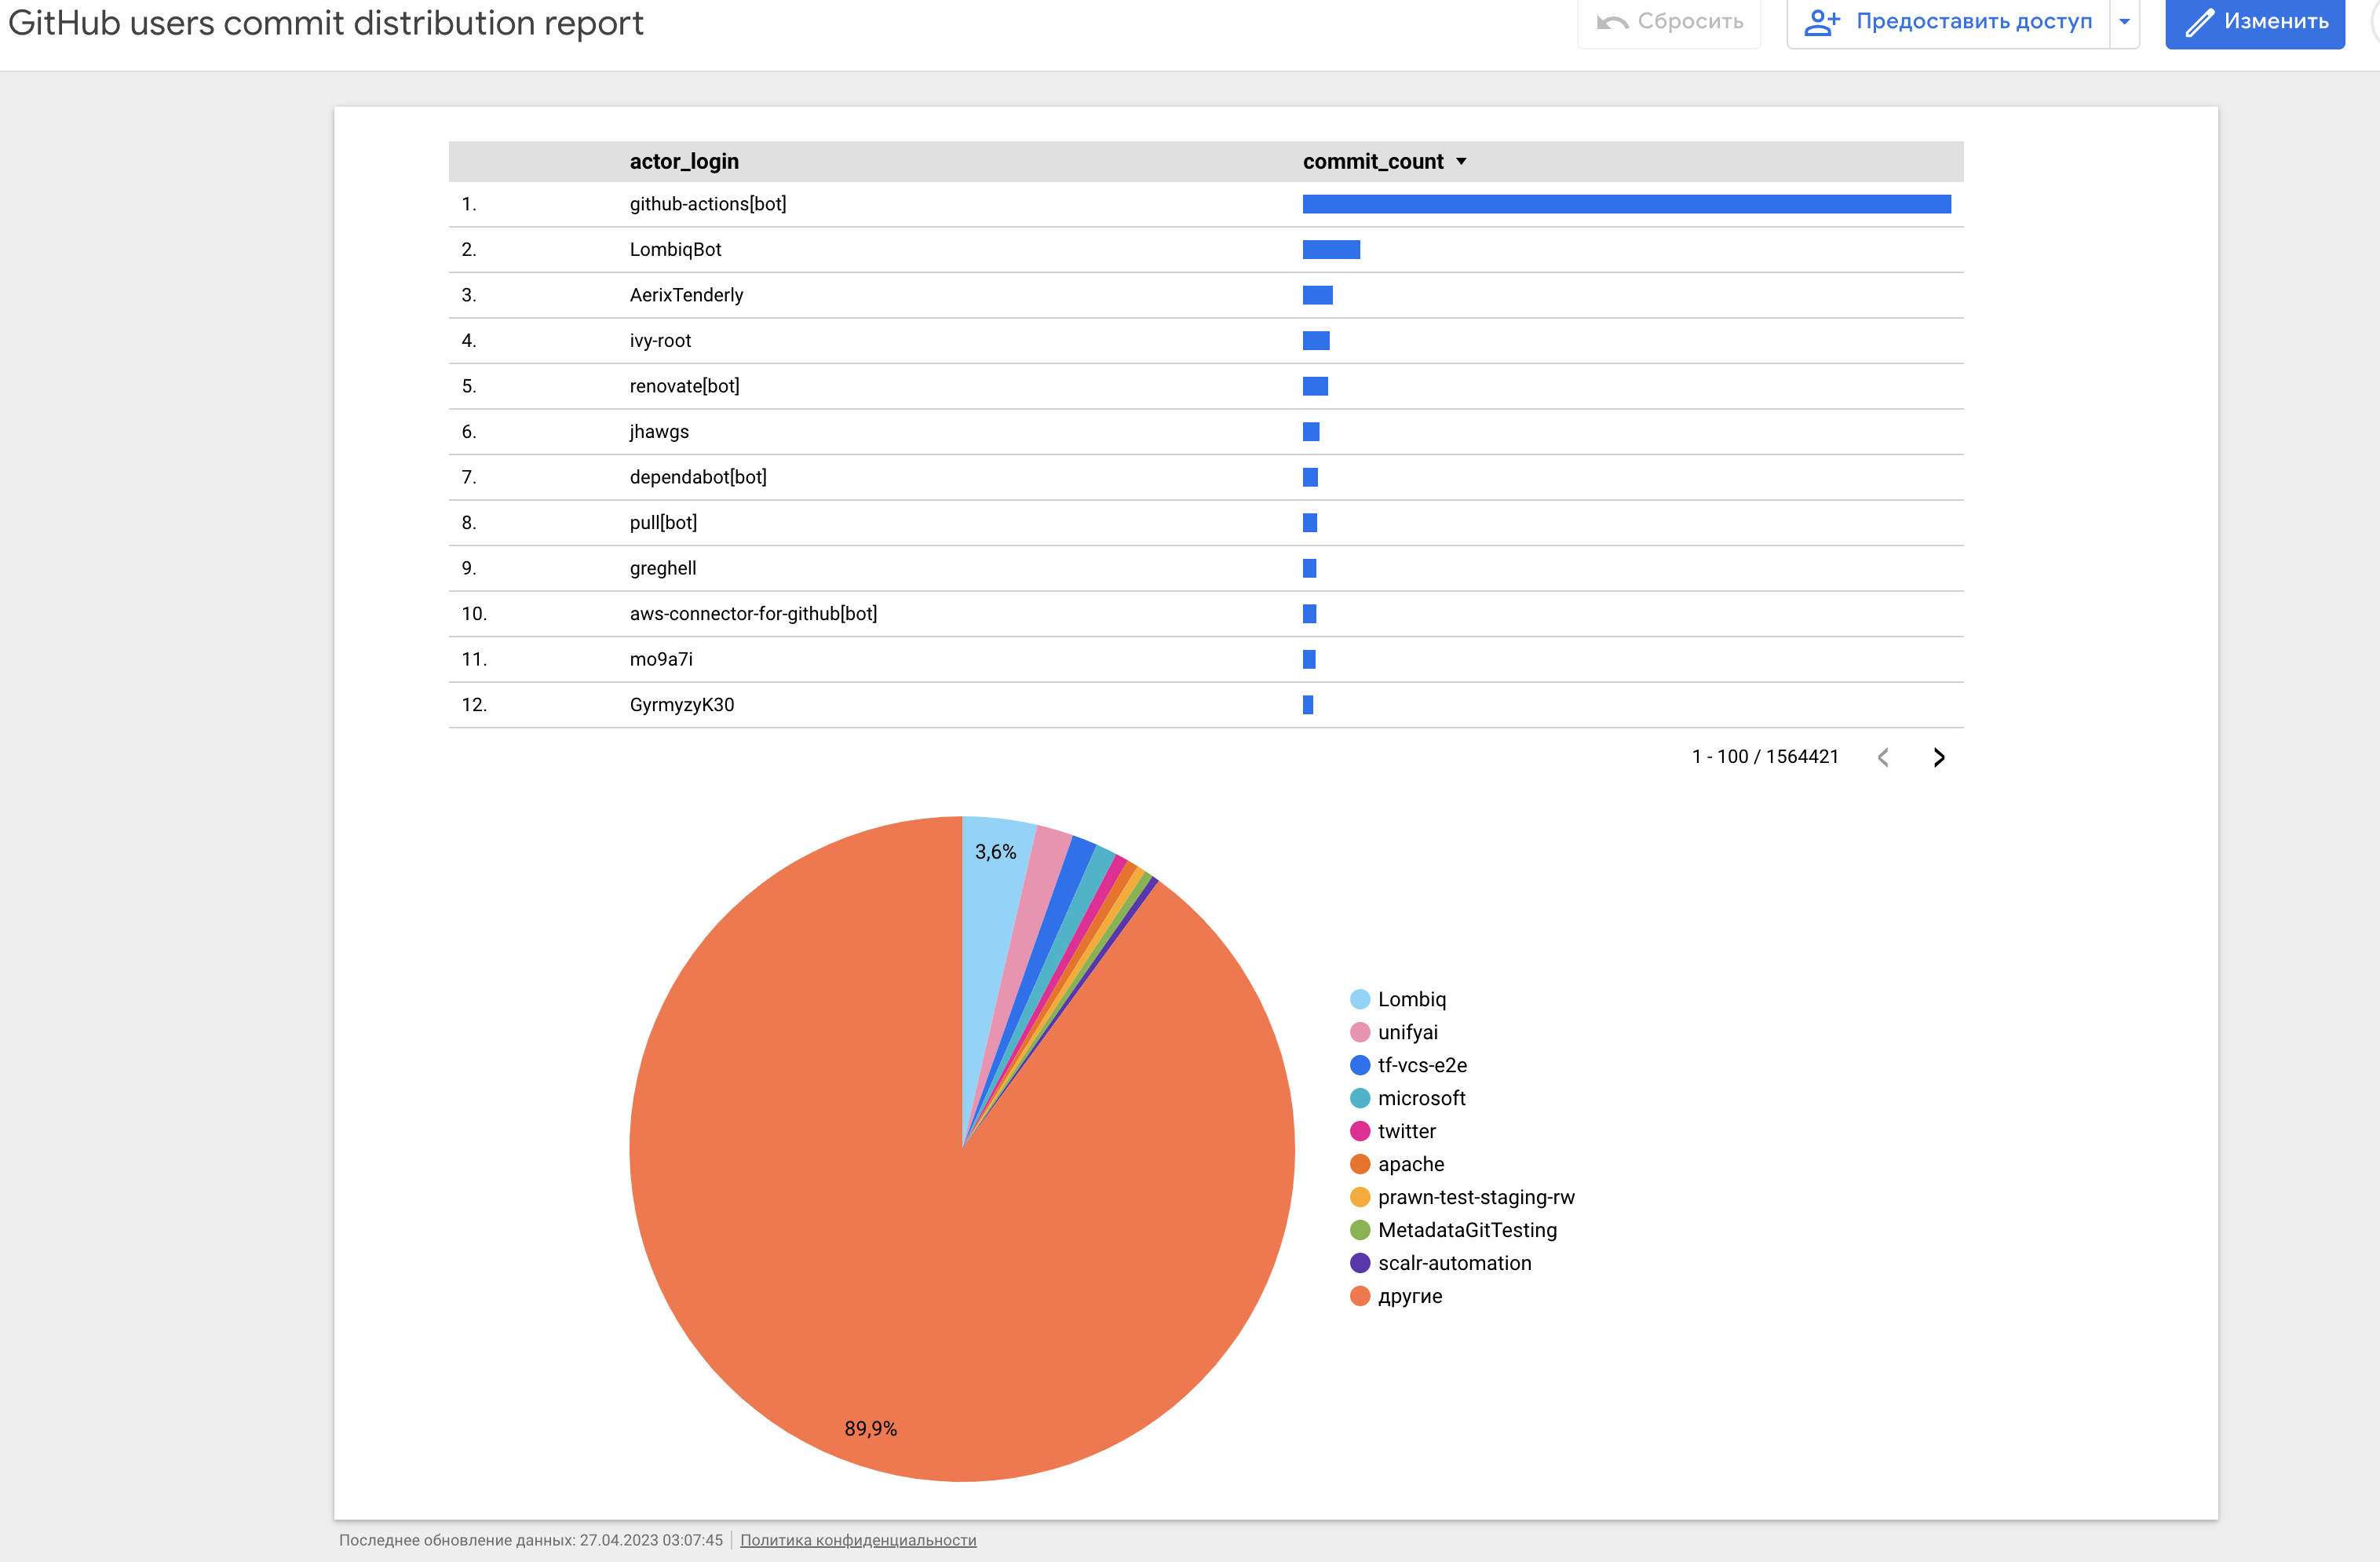 GitHub users commit distribution report
Сбросить
Предоставить доступ
Изменить
actor_login commit_count
1. github-actions[bot]
2. LombiqBot
3. AerixTenderly
4. ivy-root
5. renovate[bot]
6. jhawgs
7. dependabot[bot]
8. pull[bot]
9. greghell
10. aws-connector-for-github[bot]
11. mo9a7i
12. GyrmyzyK30
1 - 100 / 1564421
3,6%
89,9%
Lombiq
unifyai
tf-vcs-e2e
microsoft
twitter
apache
prawn-test-staging-rw
MetadataGitTesting
scalr-automation
другие
Последнее обновление данных: 27.04.2023 03:07:45 Политика конфиденциальности